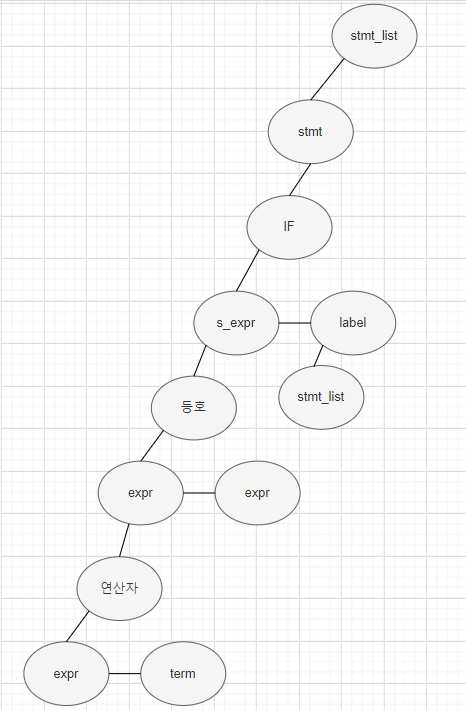 stmt_list
stmt
IF
s_expr
label
stmt_list
등호
expr
expr
연산자
expr
term